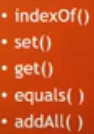 • indexOf()
• set()
• get()
• equals( )
• addAll( )